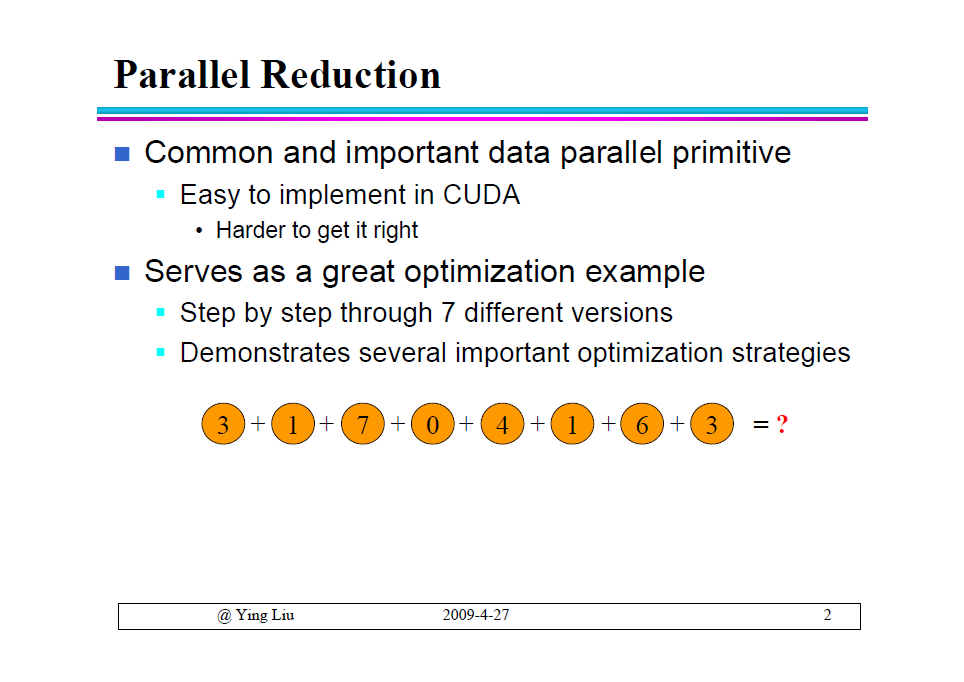 Parallel Reduction
Common and important data parallel primitive
Easy to implement in CUDA
• Harder to get it right
Serves as a great optimization example
Step by step through 7 different versions
Demonstrates several important optimization strategies
3 + 1 + 7 + 0 + 4 + 1 + 6 + 3 = ?
@ Ying Liu 2009-4-27 2